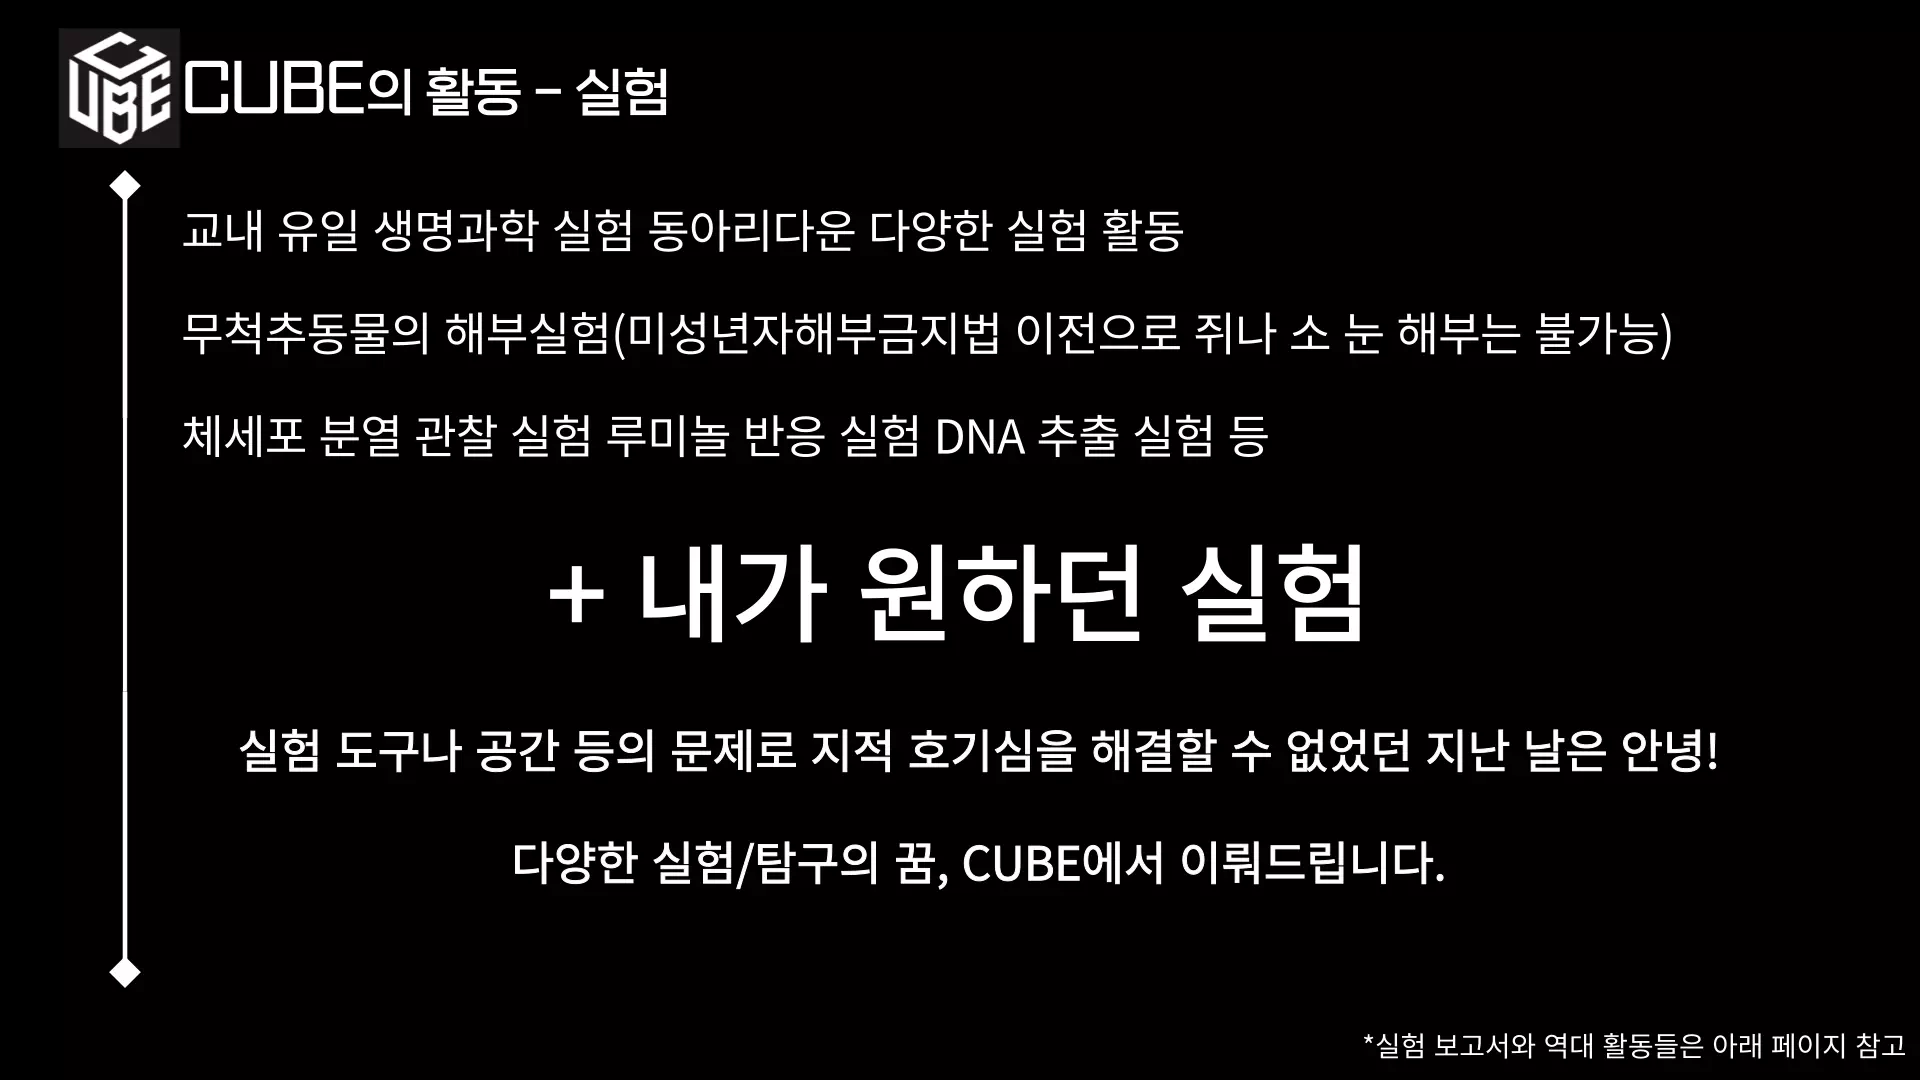 CUBE
CUBE의 활동 – 실험
교내 유일 생명과학 실험 동아리다운 다양한 실험 활동
무척추동물의 해부실험(미성년자해부금지법 이전으로 쥐나 소 눈 해부는 불가능)
체세포 분열 관찰 실험 루미놀 반응 실험 DNA 추출 실험 등
+ 내가 원하던 실험
실험 도구나 공간 등의 문제로 지적 호기심을 해결할 수 없었던 지난 날은 안녕!
다양한 실험/탐구의 꿈, CUBE에서 이뤄드립니다.
*실험 보고서와 역대 활동들은 아래 페이지 참고